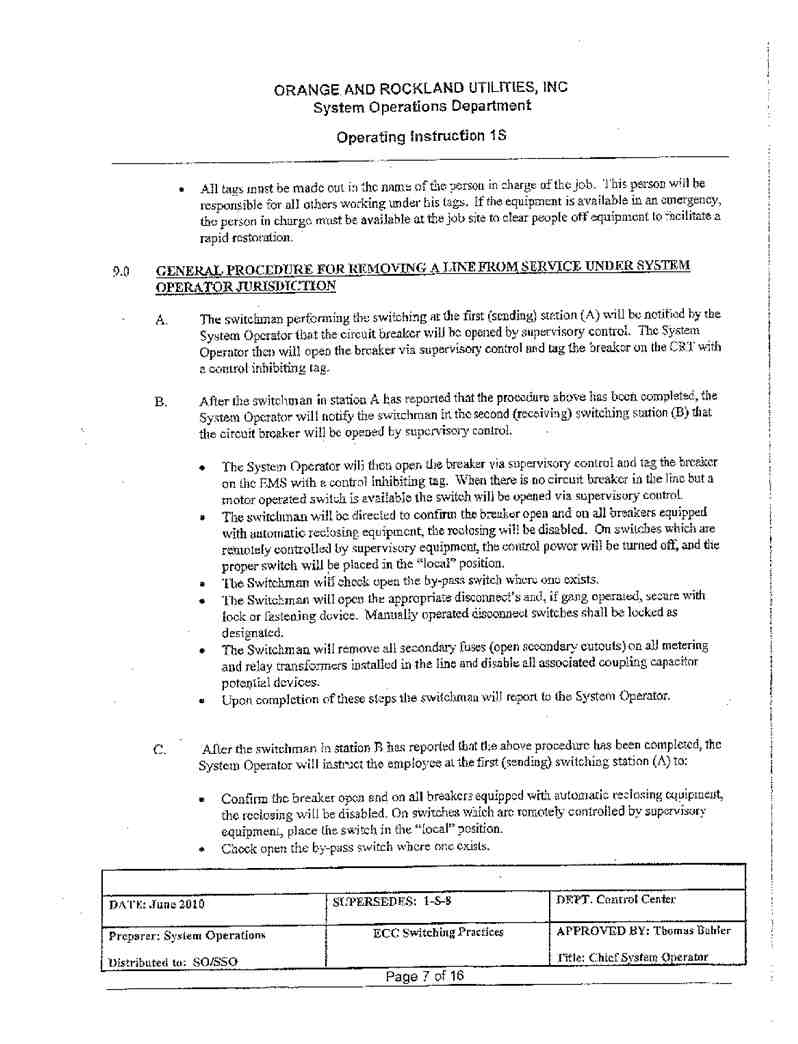 ORANGE AND ROCKLAND UTILITIES, INC
System Operations Department
Operating Instruction 1S
• All tags must be made out in the name of the person in charge of the job. This person will be
responsible for all others working under his tags. If the equipment is available in an emergency,
the person in charge must be available at the job site to clear people off equipment to facilitate a
rapid restoration.
9.0 GENERAL PROCEDURE FOR REMOVING A LINE FROM SERVICE UNDER SYSTEM
OPERATOR JURISDICTION
A. The switchman performing the switching at the first (sending) station (A) will be notified by the
System Operator that the circuit breaker will be opened by supervisory control. The System
Operator then will open the breaker via supervisory control and tag the breaker on the CRT with
a control inhibiting tag.
B. After the switchman in station A has reported that the procedure above has been completed, the
System Operator will notify the switchman in the second (receiving) switching station (B) that
the circuit breaker will be opened by supervisory control.
• The System Operator will then open the breaker via supervisory control and tag the breaker
on the EMS with a control inhibiting tag. When there is no circuit breaker in the line but a
motor operated switch is available the switch will be opened via supervisory control.
• The switchman will be directed to confirm the breaker open and on all breakers equipped
with automatic reclosing equipment, the reclosing will be disabled. On switches which are
remotely controlled by supervisory equipment, the control power will be turned off, and the
proper switch will be placed in the "local" position.
• The Switchman will check open the by-pass switch where one exists.
• The Switchman will open the appropriate disconnect's and, if gang operated, secure with
lock or fastening device. Manually operated disconnect switches shall be locked as
designated.
• The Switchman will remove all secondary fuses (open secondary cutouts) on all metering
and relay transformers installed in the line and disable all associated coupling capacitor
potential devices.
• Upon completion of these steps the switchman will report to the System Operator.
C. After the switchman in station B has reported that the above procedure has been completed, the
System Operator will instruct the employee at the first (sending) switching station (A) to:
• Confirm the breaker open and on all breakers equipped with automatic reclosing equipment,
the reclosing will be disabled. On switches which are remotely controlled by supervisory
equipment, place the switch in the "local" position.
• Check open the by-pass switch where one exists.
DATE: June 2010 SUPERSEDES: 1-S-8 DEPT. Control Center
Preparer: System Operations ECC Switching Practices APPROVED BY: Thomas Buhler
Distributed to: SO/SSO Title: Chief System Operator
Page 7 of 16